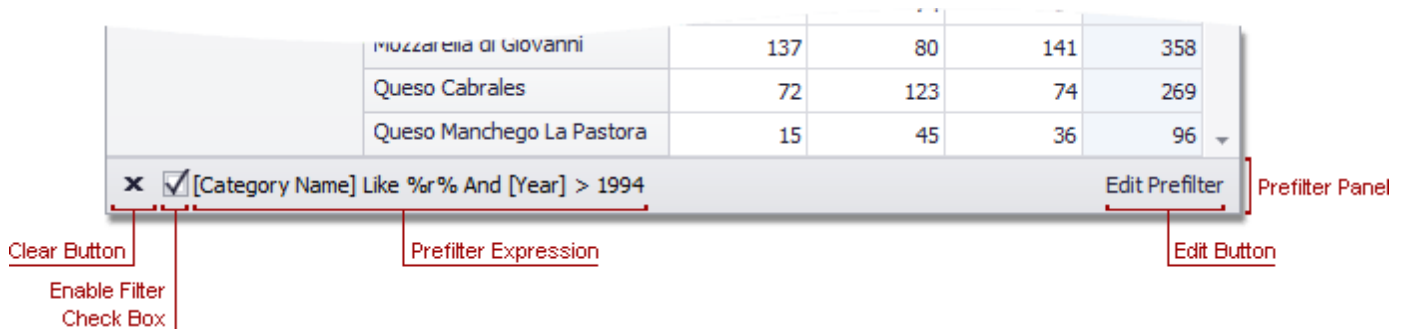 Mozzarella di Giovanni 137 80 141 358
Queso Cabrales 72 123 74 269
Queso Manchego La Pastora 15 45 36 96
[Category Name] Like %r% And [Year] > 1994 Edit Prefilter Prefilter Panel
Clear Button Prefilter Expression Edit Button
Enable Filter
Check Box